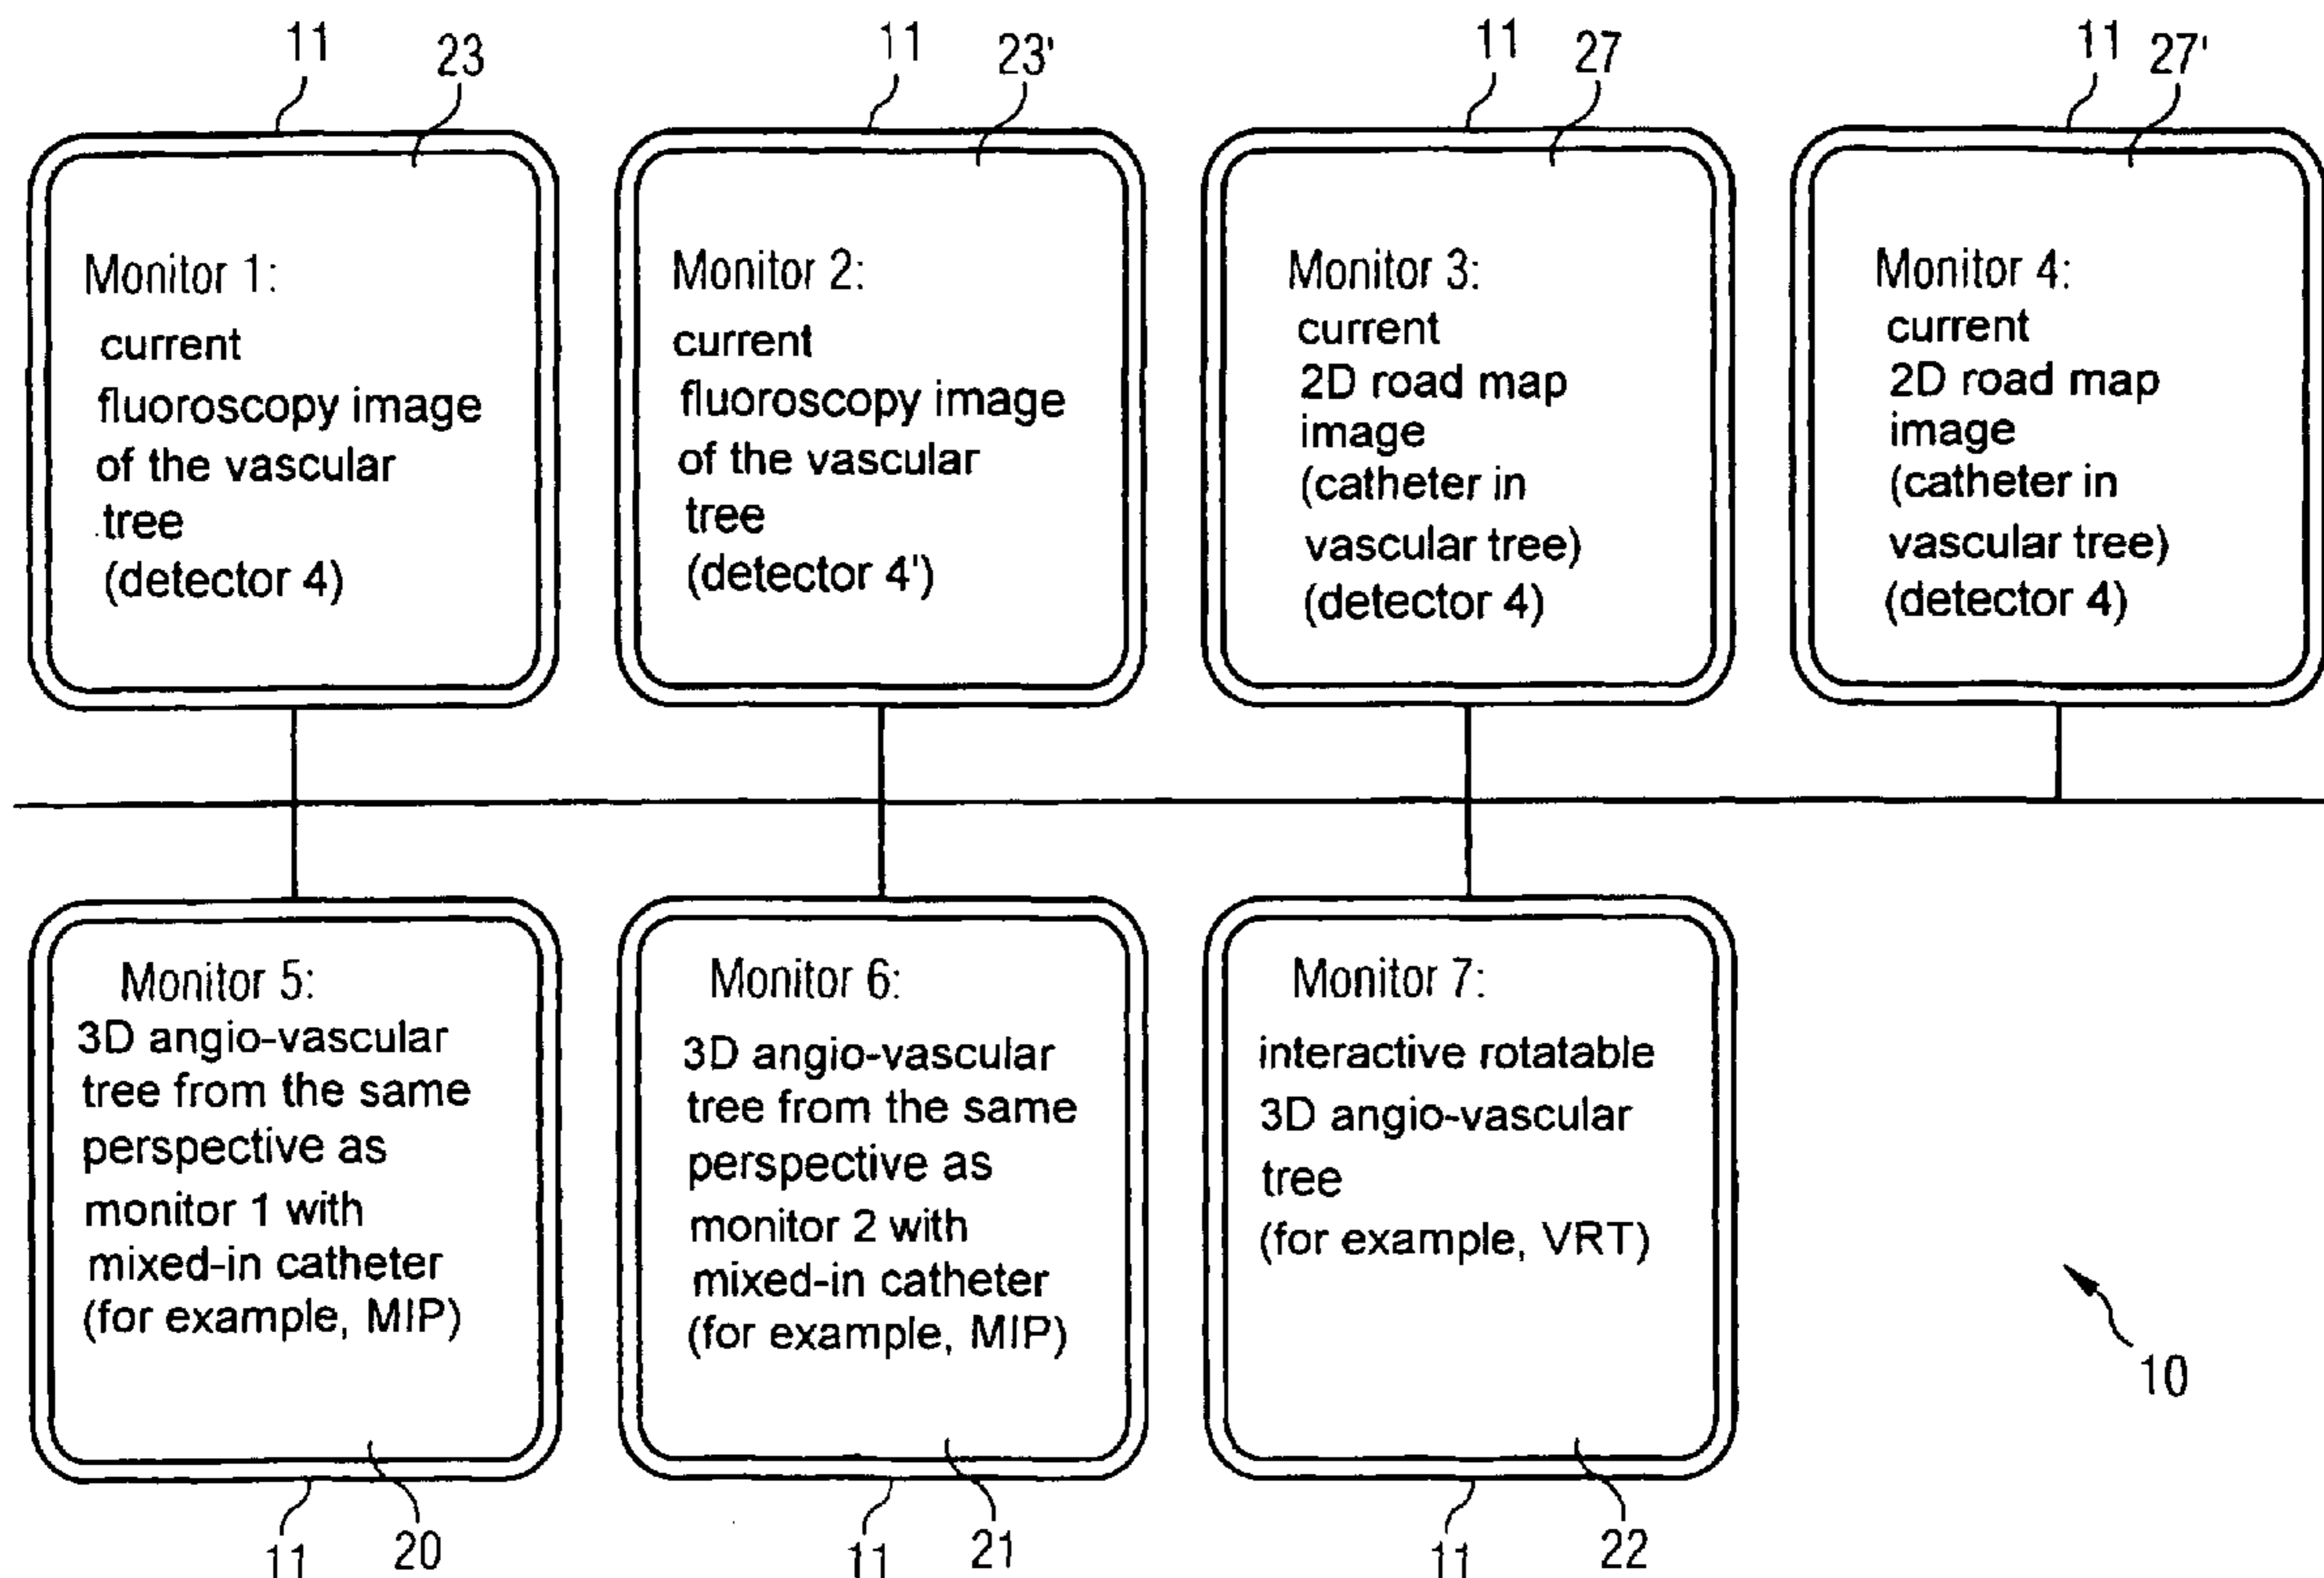 11
23
11
23'
11
27
11
27'
Monitor 1:
current
fluoroscopy image
of the vascular
tree
(detector 4)
Monitor 2:
current
fluoroscopy image
of the vascular
tree
(detector 4')
Monitor 3:
current
2D road map
image
(catheter in
vascular tree)
(detector 4)
Monitor 4:
current
2D road map
image
(catheter in
vascular tree)
(detector 4)
Monitor 5:
3D angio-vascular
tree from the same
perspective as
monitor 1 with
mixed-in catheter
(for example, MIP)
Monitor 6:
3D angio-vascular
tree from the same
perspective as
monitor 2 with
mixed-in catheter
(for example, MIP)
Monitor 7:
interactive rotatable
3D angio-vascular
tree
(for example, VRT)
10
11
20
11
21
11
22